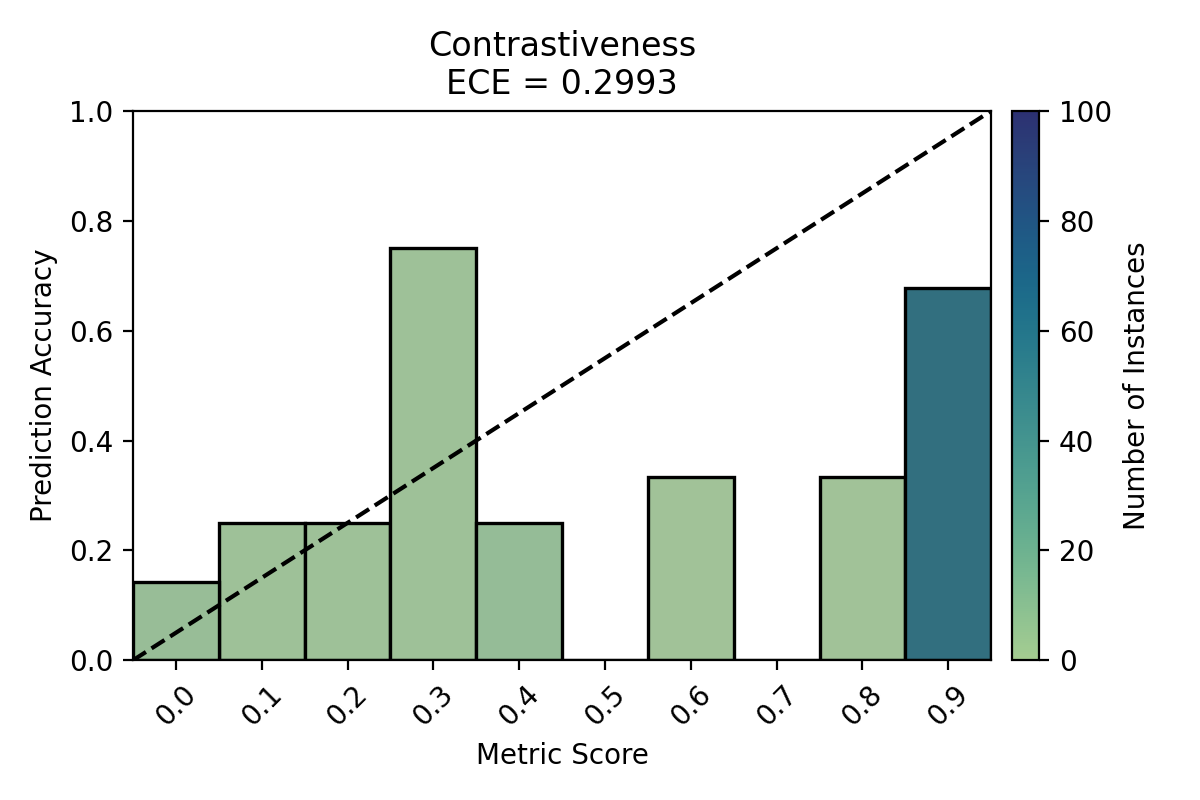 Contrastiveness
ECE = 0.2993
1.0
0.8
0.6
0.4
0.2
0.0
Prediction Accuracy
0.0 0.1 0.2 0.3 0.4 0.5 0.6 0.7 0.8 0.9
Metric Score
100
80
60
40
20
0
Number of Instances